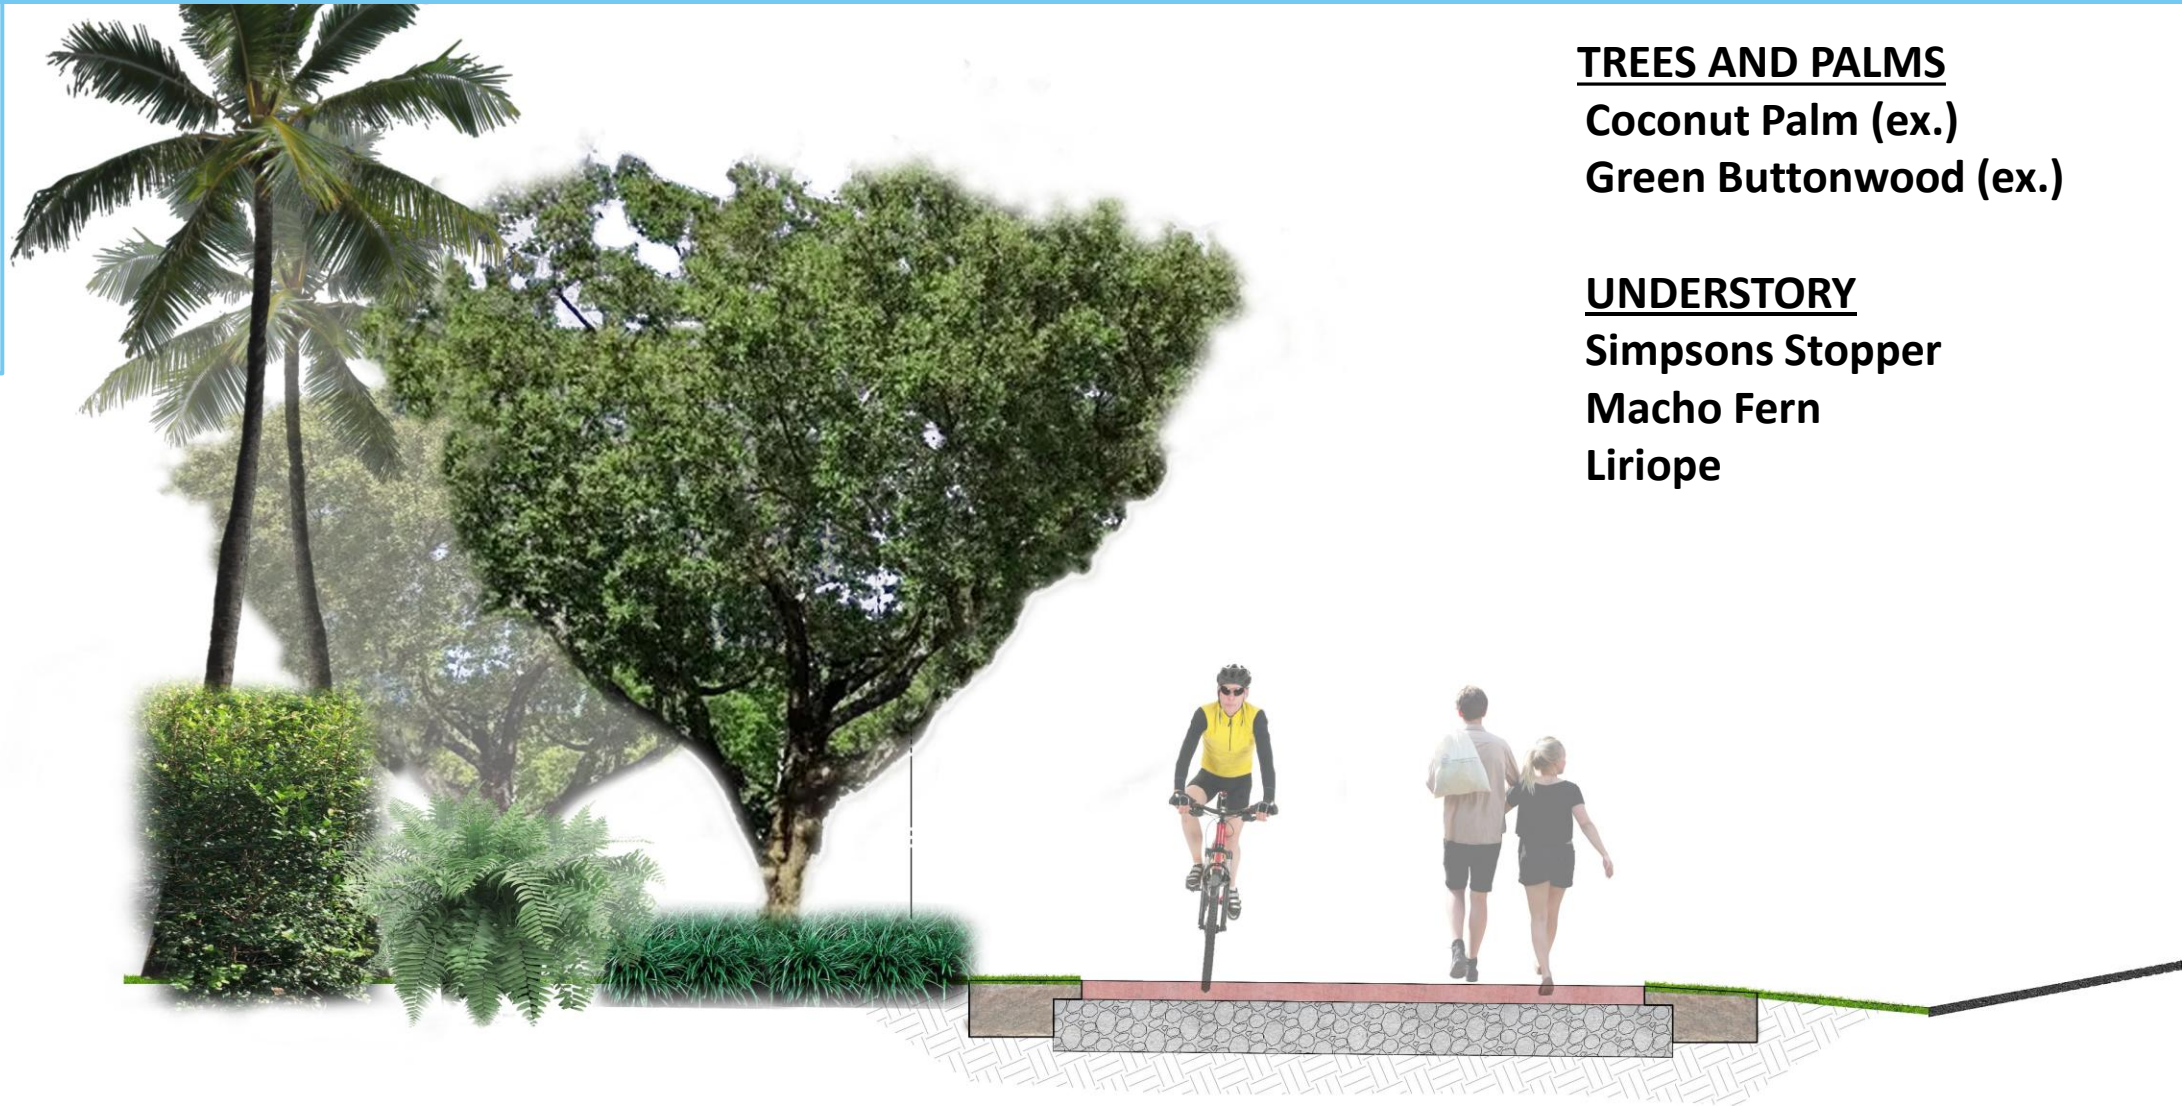 TREES AND PALMS
Coconut Palm (ex.)
Green Buttonwood (ex.)
UNDERSTORY
Simpsons Stopper
Macho Fern
Liriope